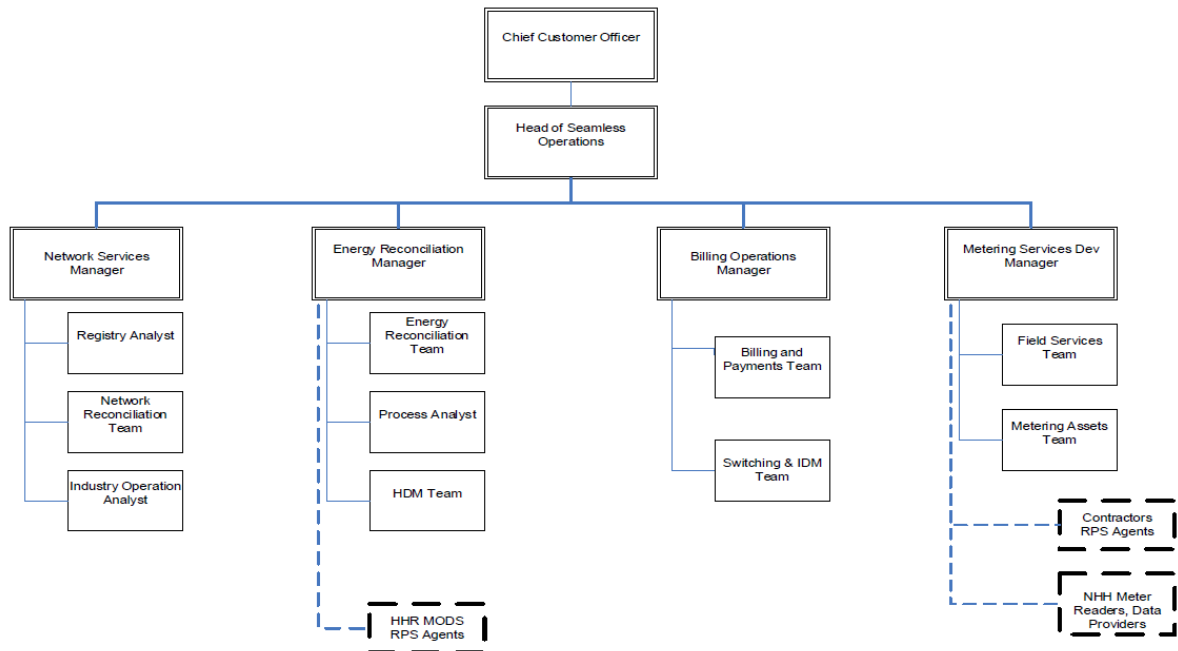 Chief Customer Officer
Head of Seamless
Operations
Network Services
Manager
Energy Reconciliation
Manager
Billing Operations
Manager
Metering Services Dev
Manager
Registry Analyst
Network
Reconciliation
Team
Industry Operation
Analyst
Energy
Reconciliation
Team
Process Analyst
HDM Team
HHR MODS
RPS Agents
Billing and
Payments Team
Switching & IDM
Team
Field Services
Team
Metering Assets
Team
Contractors
RPS Agents
NHH Meter
Readers, Data
Providers